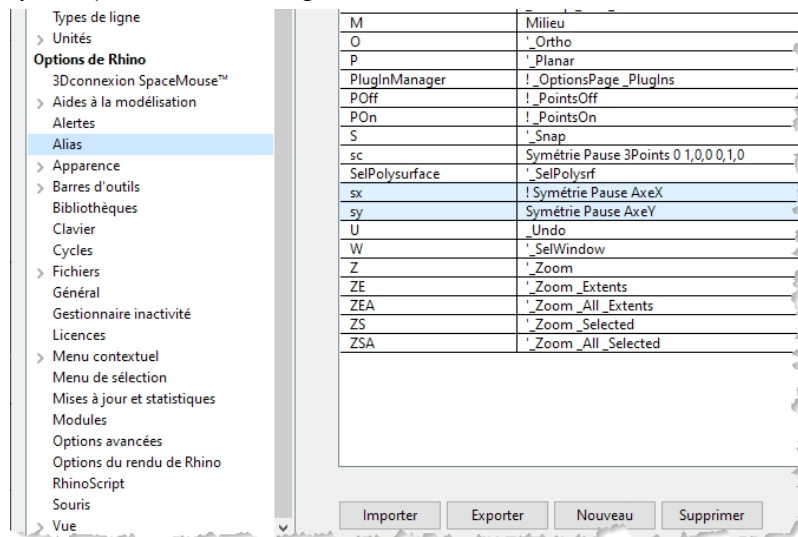 Types de ligne
> Unités
Options de Rhino
3Dconnexion SpaceMouse™
> Aides à la modélisation
Alertes
Alias
> Apparence
> Barres d'outils
Bibliothèques
Clavier
Cycles
> Fichiers
Général
Gestionnaire inactivité
Licences
> Menu contextuel
Menu de sélection
Mises à jour et statistiques
Modules
Options avancées
Options du rendu de Rhino
RhinoScript
Souris
> Vue
M Milieu
O '_Ortho
P '_Planar
PlugInManager !_OptionsPage _PlugIns
POff !_PointsOff
POn !_PointsOn
S '_Snap
sc Symétrie Pause 3Points 0 1,0,0 0,1,0
SelPolysurface '_SelPolysrf
sx ! Symétrie Pause AxeX
sy Symétrie Pause AxeY
U _Undo
W '_SelWindow
Z '_Zoom
ZE '_Zoom _Extents
ZEA '_Zoom _All _Extents
ZS '_Zoom _Selected
ZSA '_Zoom _All _Selected
Importer Exporter Nouveau Supprimer